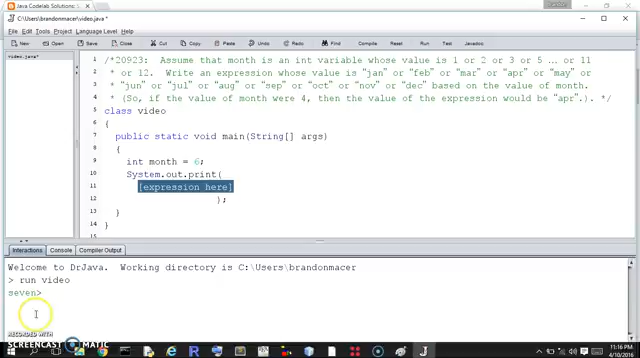 Brandon
Java Codelab Solutions: 2
C:\Users\brandonmacer\video.java *
File Edit Tools Project Language Level Help
New Open Save Close Cut Copy Paste Undo Redo Find Compile Reset Run Test Javadoc
video.java*
1 /*20923: Assume that month is an int variable whose value is 1 or 2 or 3 or 5 ... or 11
2 * or 12. Write an expression whose value is "jan" or "feb" or "mar" or "apr" or "may" or
3 * "jun" or "jul" or "aug" or "sep" or "oct" or "nov" or "dec" based on the value of month.
4 * (So, if the value of month were 4, then the value of the expression would be "apr".). */
5 class video
6 {
7 public static void main(String[] args)
8 {
9 int month = 6;
10 System.out.print(
11 [expression here]
12 );
13 }
14 }
15
Interactions Console Compiler Output
Welcome to DrJava. Working directory is C:\Users\brandonmacer
> run video
seven>
RECORDED WITH
SCREENCAST MATIC
11:16 PM
4/10/2016